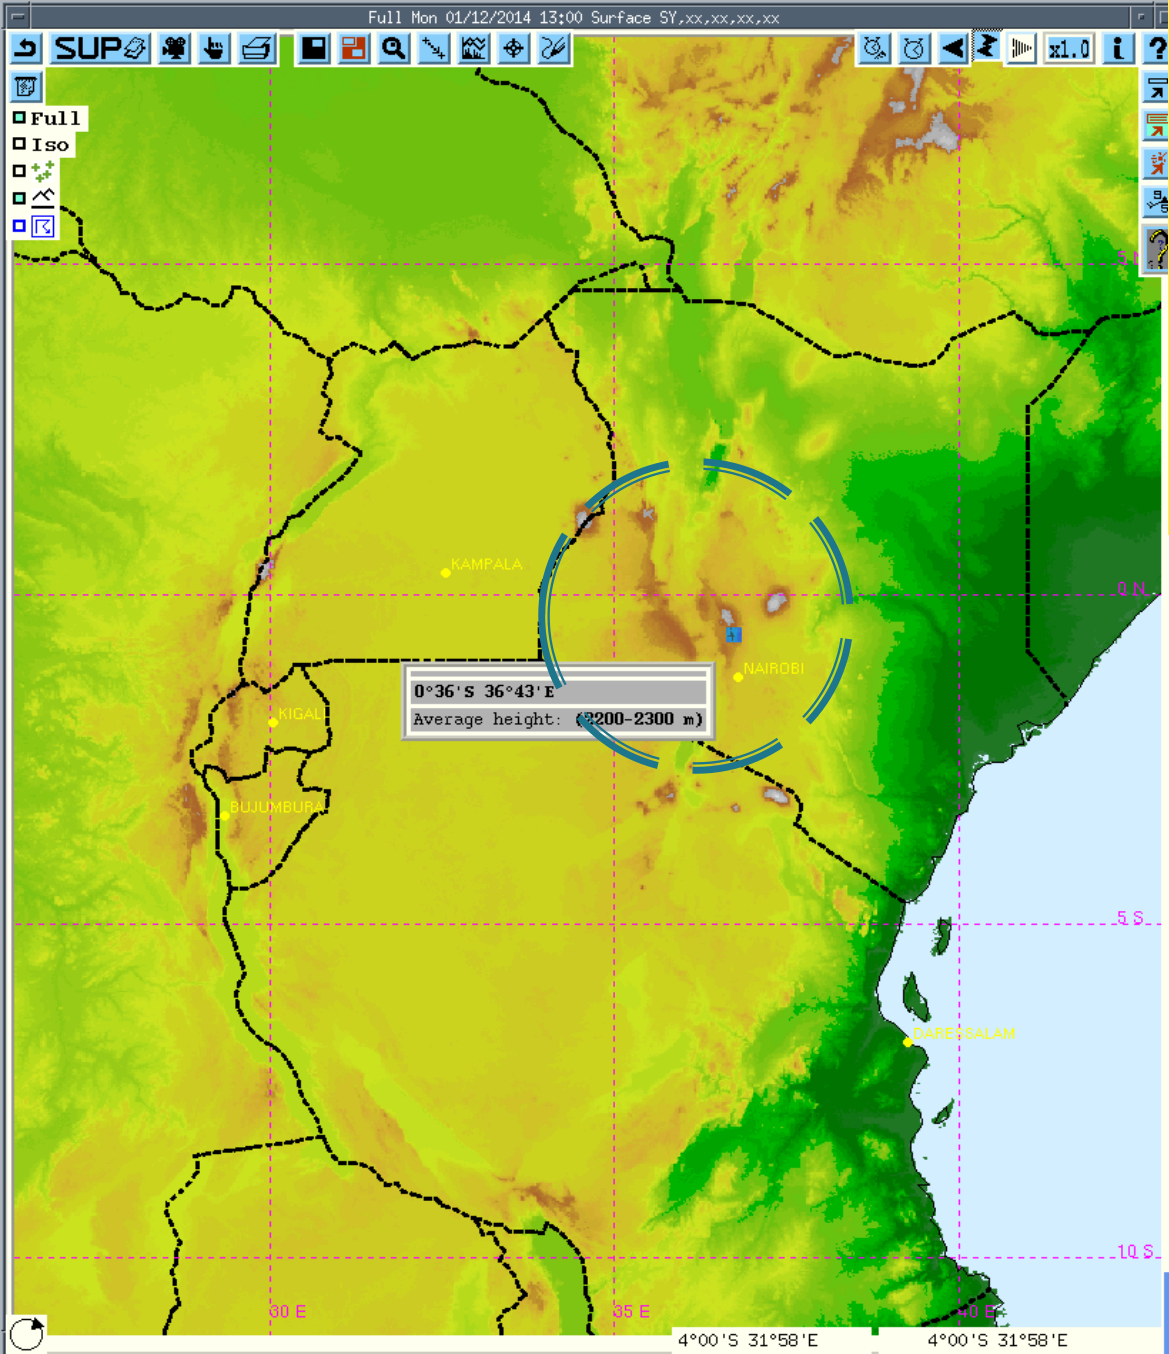 Full Mon 01/12/2014 13:00 Surface SY,xx,xx,xx,xx
SUP
x1.0
i
?
Full
Iso
KAMPALA
0 N
NAIROBI
0°36'S 36°43'E
Average height: (2200-2300 m)
KIGALI
BUJUMBURA
5 S
DARESSALAM
10 S
30 E
35 E
40 E
4°00'S 31°58'E
4°00'S 31°58'E